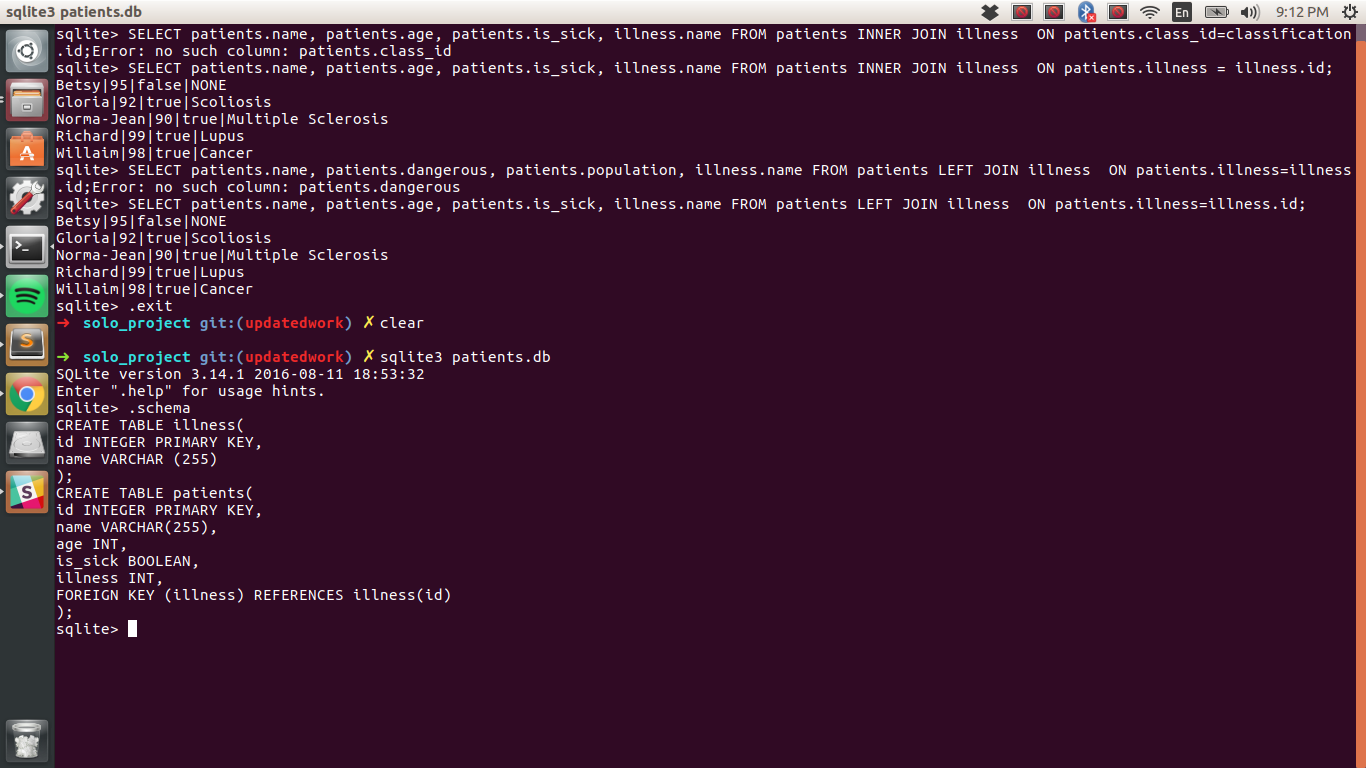 sqlite3 patients.db
En
9:12 PM
sqlite> SELECT patients.name, patients.age, patients.is_sick, illness.name FROM patients INNER JOIN illness  ON patients.class_id=classification
.id;Error: no such column: patients.class_id
sqlite> SELECT patients.name, patients.age, patients.is_sick, illness.name FROM patients INNER JOIN illness  ON patients.illness = illness.id;
Betsy|95|false|NONE
Gloria|92|true|Scoliosis
Norma-Jean|90|true|Multiple Sclerosis
Richard|99|true|Lupus
Willaim|98|true|Cancer
sqlite> SELECT patients.name, patients.dangerous, patients.population, illness.name FROM patients LEFT JOIN illness  ON patients.illness=illness
.id;Error: no such column: patients.dangerous
sqlite> SELECT patients.name, patients.age, patients.is_sick, illness.name FROM patients LEFT JOIN illness  ON patients.illness=illness.id;
Betsy|95|false|NONE
Gloria|92|true|Scoliosis
Norma-Jean|90|true|Multiple Sclerosis
Richard|99|true|Lupus
Willaim|98|true|Cancer
sqlite> .exit
➜  solo_project git:(updatedwork) ✗ clear
➜  solo_project git:(updatedwork) ✗ sqlite3 patients.db
SQLite version 3.14.1 2016-08-11 18:53:32
Enter ".help" for usage hints.
sqlite> .schema
CREATE TABLE illness(
id INTEGER PRIMARY KEY,
name VARCHAR (255)
);
CREATE TABLE patients(
id INTEGER PRIMARY KEY,
name VARCHAR(255),
age INT,
is_sick BOOLEAN,
illness INT,
FOREIGN KEY (illness) REFERENCES illness(id)
);
sqlite>